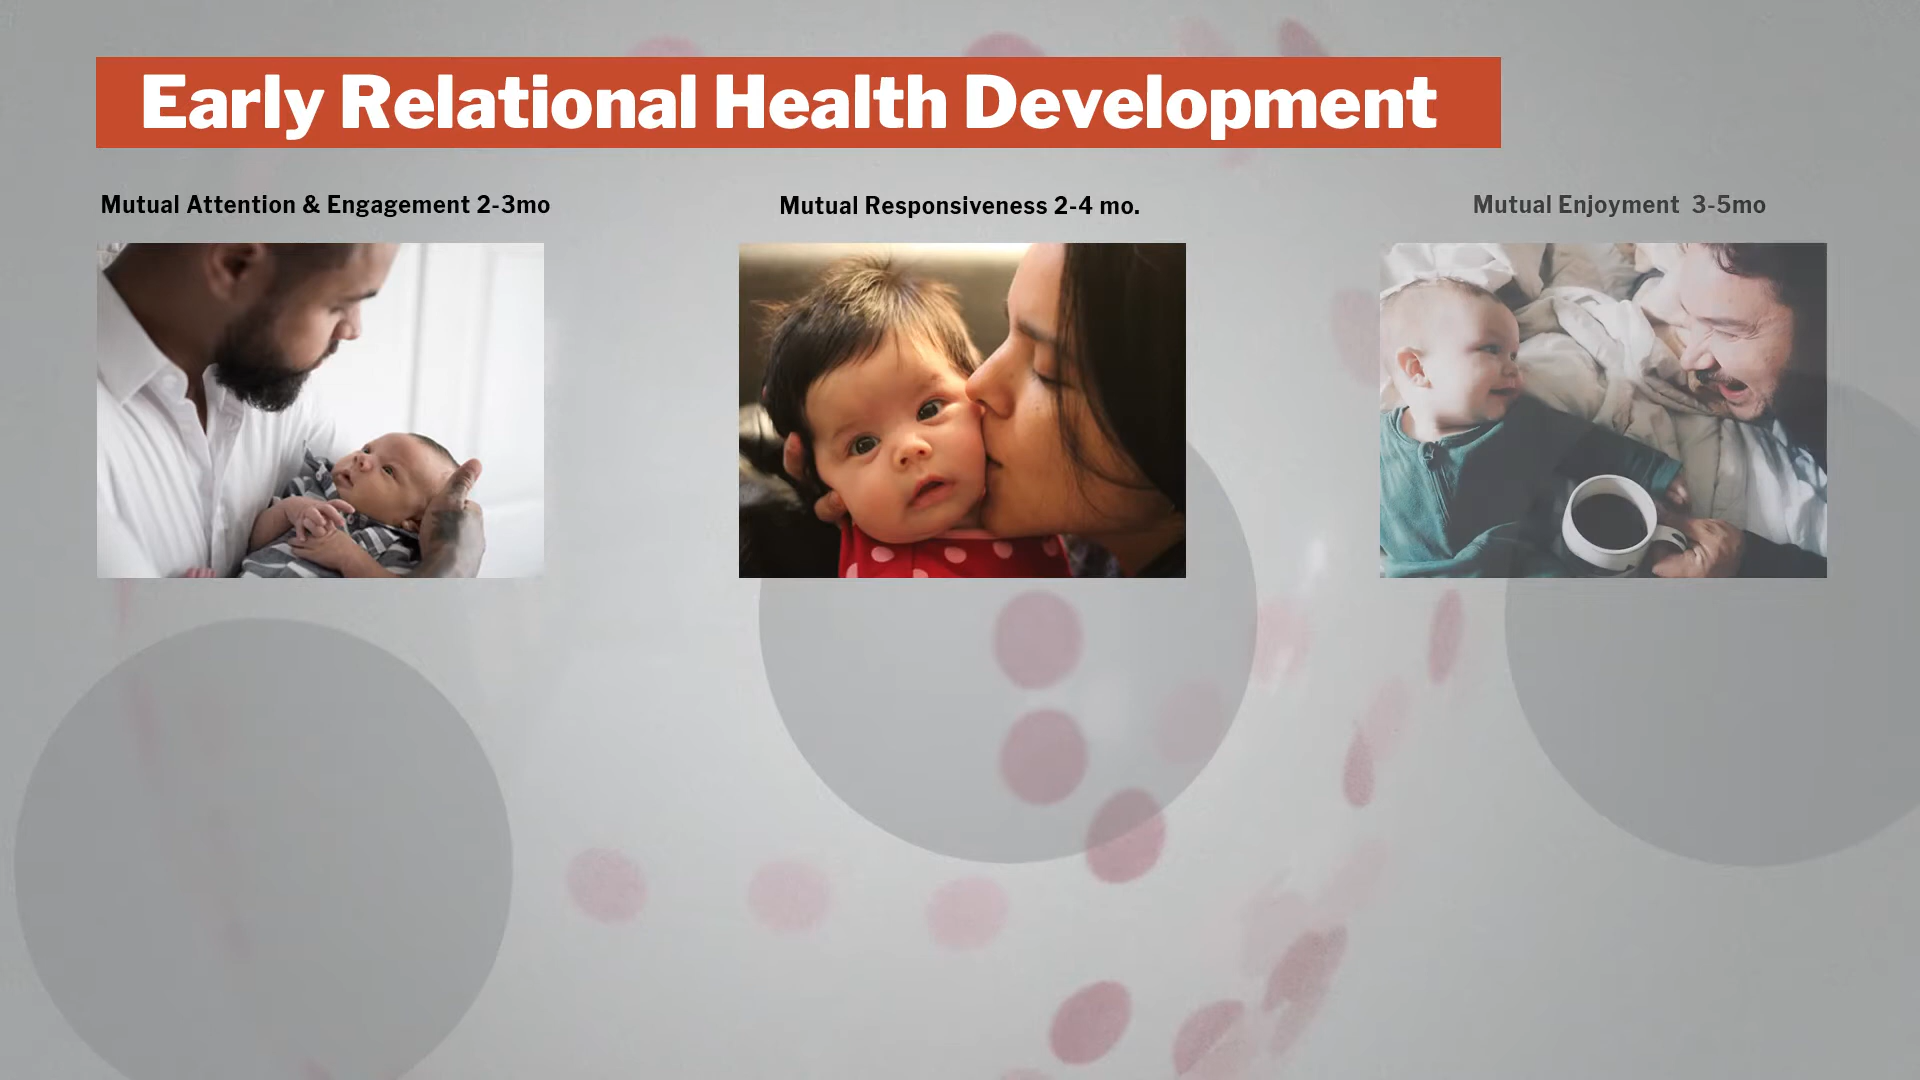 Early Relational Health Development
Mutual Attention & Engagement 2-3mo
Mutual Responsiveness 2-4 mo.
Mutual Enjoyment 3-5mo